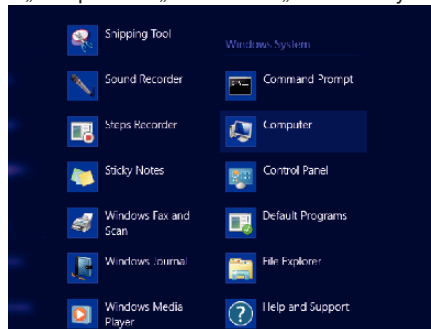 Snipping Tool
Sound Recorder
Steps Recorder
Sticky Notes
Windows Fax and
Scan
Windows Journal
Windows Media
Player
Windows System
Command Prompt
Computer
Control Panel
Default Programs
File Explorer
Help and Support